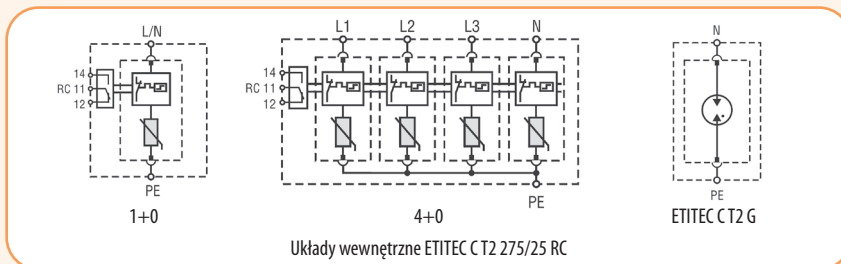 L/N
14
RC 11
12
PE
1+0
L1 L2 L3 N
14
RC 11
12
PE
4+0
N
PE
ETITEC C T2 G
Układy wewnętrzne ETITEC C T2 275/25 RC